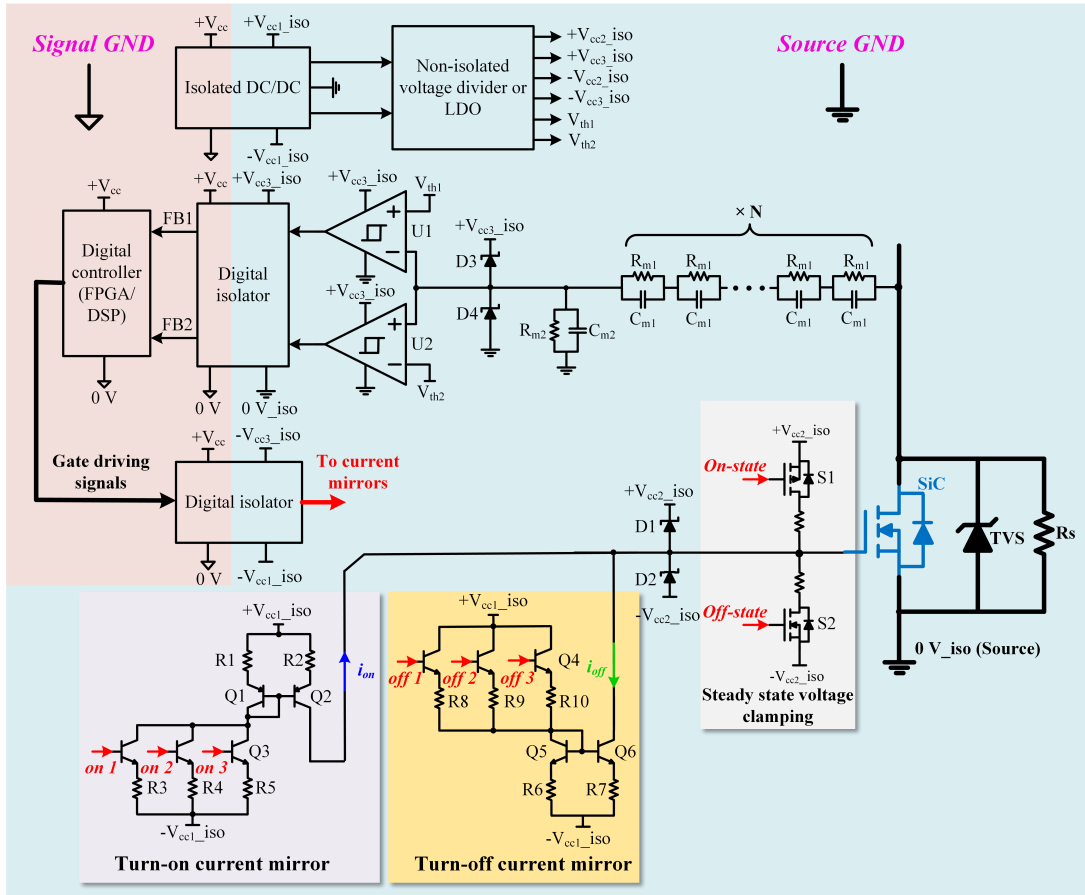 Signal GND
+Vcc
+Vcc1_iso
Isolated DC/DC
-Vcc1_iso
Non-isolated
voltage divider or
LDO
+Vcc2_iso
+Vcc3_iso
-Vcc2_iso
-Vcc3_iso
Vth1
Vth2
Source GND
+Vcc
Digital
controller
(FPGA/
DSP)
0 V
FB1
FB2
+Vcc
+Vcc3_iso
Digital
isolator
0 V
0 V_iso
+Vcc3_iso
Vth1
U1
+Vcc3_iso
U2
Vth2
+Vcc3_iso
D3
D4
Rm2
Cm2
× N
Rm1
Rm1
Rm1
Rm1
Cm1
Cm1
Cm1
Cm1
Gate driving
signals
+Vcc
-Vcc3_iso
Digital isolator
0 V
-Vcc1_iso
To current
mirrors
+Vcc2_iso
D1
D2
-Vcc2_iso
+Vcc2_iso
On-state
S1
Off-state
S2
-Vcc2_iso
Steady state voltage
clamping
SiC
TVS
Rs
0 V_iso (Source)
+Vcc1_iso
R1
R2
Q1
Q2
ion
Q3
on 1
on 2
on 3
R3
R4
R5
-Vcc1_iso
Turn-on current mirror
+Vcc1_iso
Q4
off 1
off 2
off 3
ioff
R8
R9
R10
Q5
Q6
R6
R7
-Vcc1_iso
Turn-off current mirror